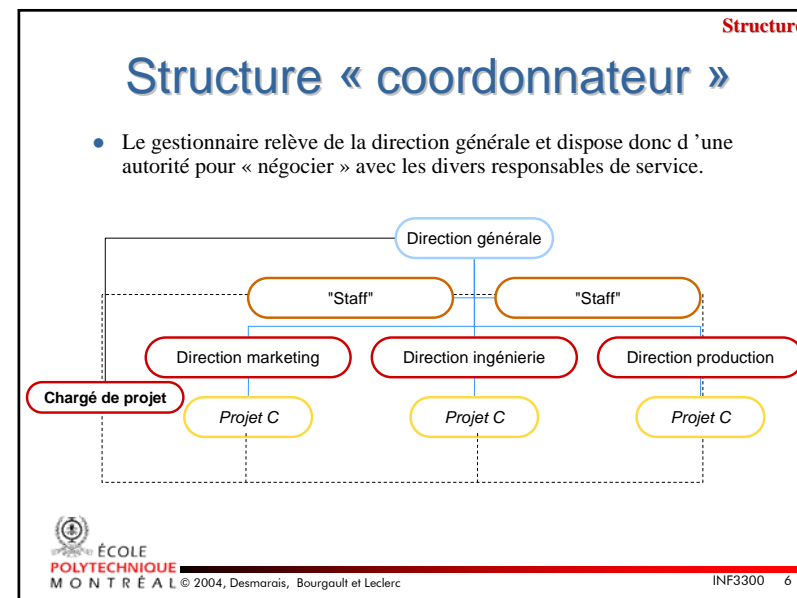 Structure
Structure « coordonnateur »
● Le gestionnaire relève de la direction générale et dispose donc d ’une
autorité pour « négocier » avec les divers responsables de service.
Direction générale
"Staff" "Staff"
Direction marketing Direction ingénierie Direction production
Chargé de projet
Projet C Projet C Projet C
ÉCOLE
POLYTECHNIQUE
MONTRÉAL © 2004, Desmarais, Bourgault et Leclerc INF3300 6